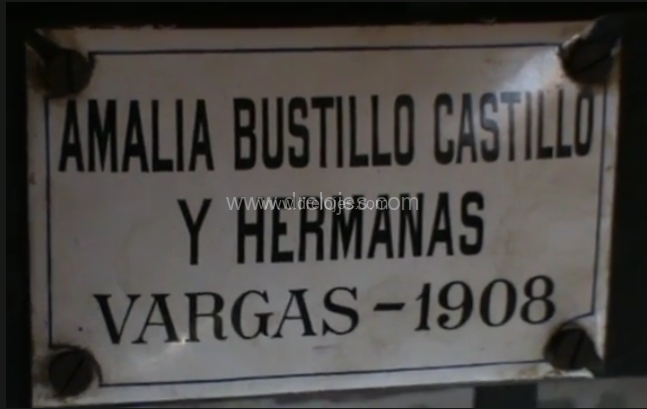 AMALIA BUSTILLO CASTILLO
Y HERMANAS
VARGAS-1908